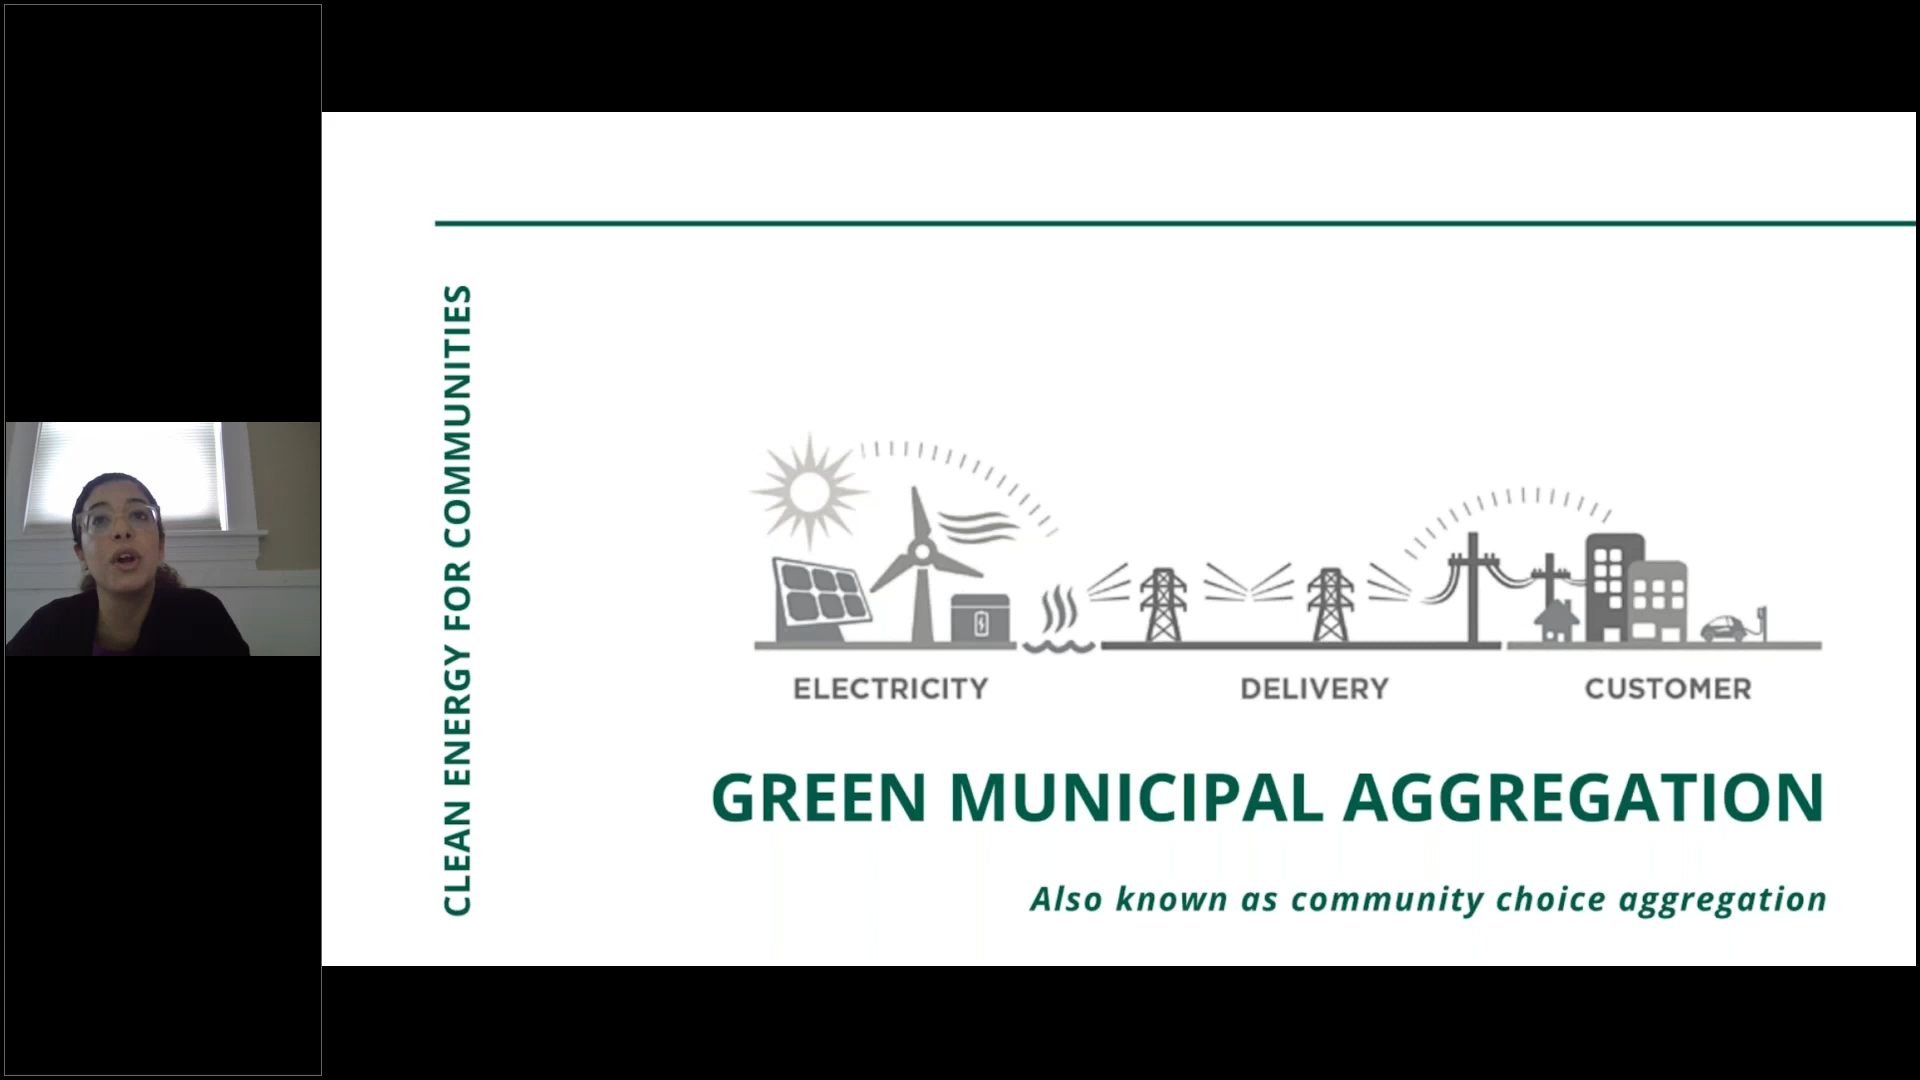 CLEAN ENERGY FOR COMMUNITIES
ELECTRICITY
DELIVERY
CUSTOMER
GREEN MUNICIPAL AGGREGATION
Also known as community choice aggregation